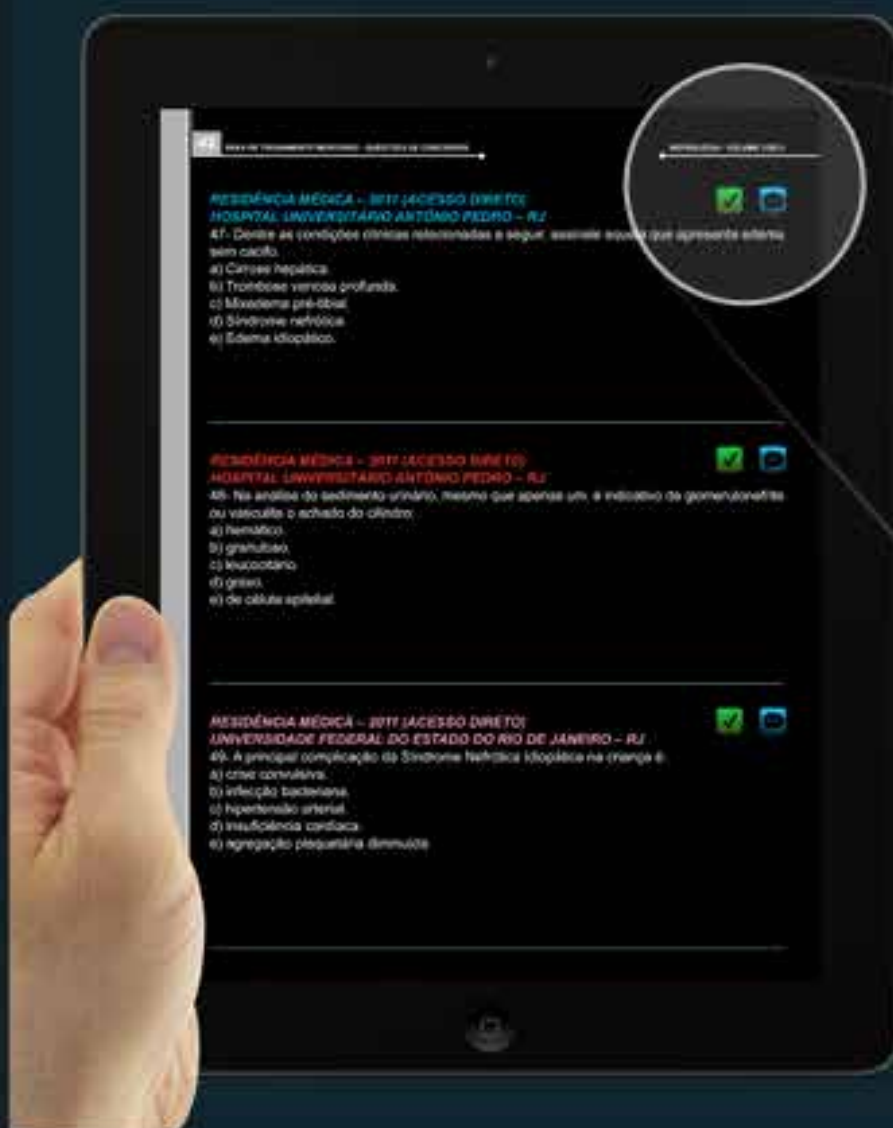 RESIDÊNCIA MÉDICA – 2011 (ACESSO DIRETO)
HOSPITAL UNIVERSITÁRIO ANTÔNIO PEDRO – RJ
47- Dentre as condições clínicas relacionadas a seguir, assinale aquela que apresenta edema
sem cacifo.
a) Cirrose hepática.
b) Trombose venosa profunda.
c) Mixedema pré-tibial.
d) Síndrome nefrótica.
e) Edema idiopático.
RESIDÊNCIA MÉDICA – 2011 (ACESSO DIRETO)
HOSPITAL UNIVERSITÁRIO ANTÔNIO PEDRO – RJ
48- Na análise do sedimento urinário, mesmo que apenas um, é indicativo de glomerulonefrite
ou vasculite o achado do cilindro:
a) hemático.
b) granuloso.
c) leucocitário.
d) graxo.
e) de célula epitelial.
RESIDÊNCIA MÉDICA – 2011 (ACESSO DIRETO)
UNIVERSIDADE FEDERAL DO ESTADO DO RIO DE JANEIRO – RJ
49- A principal complicação da Síndrome Nefrótica Idiopática na criança é:
a) crise convulsiva.
b) infecção bacteriana.
c) hipertensão arterial.
d) insuficiência cardíaca.
e) agregação plaquetária diminuída.